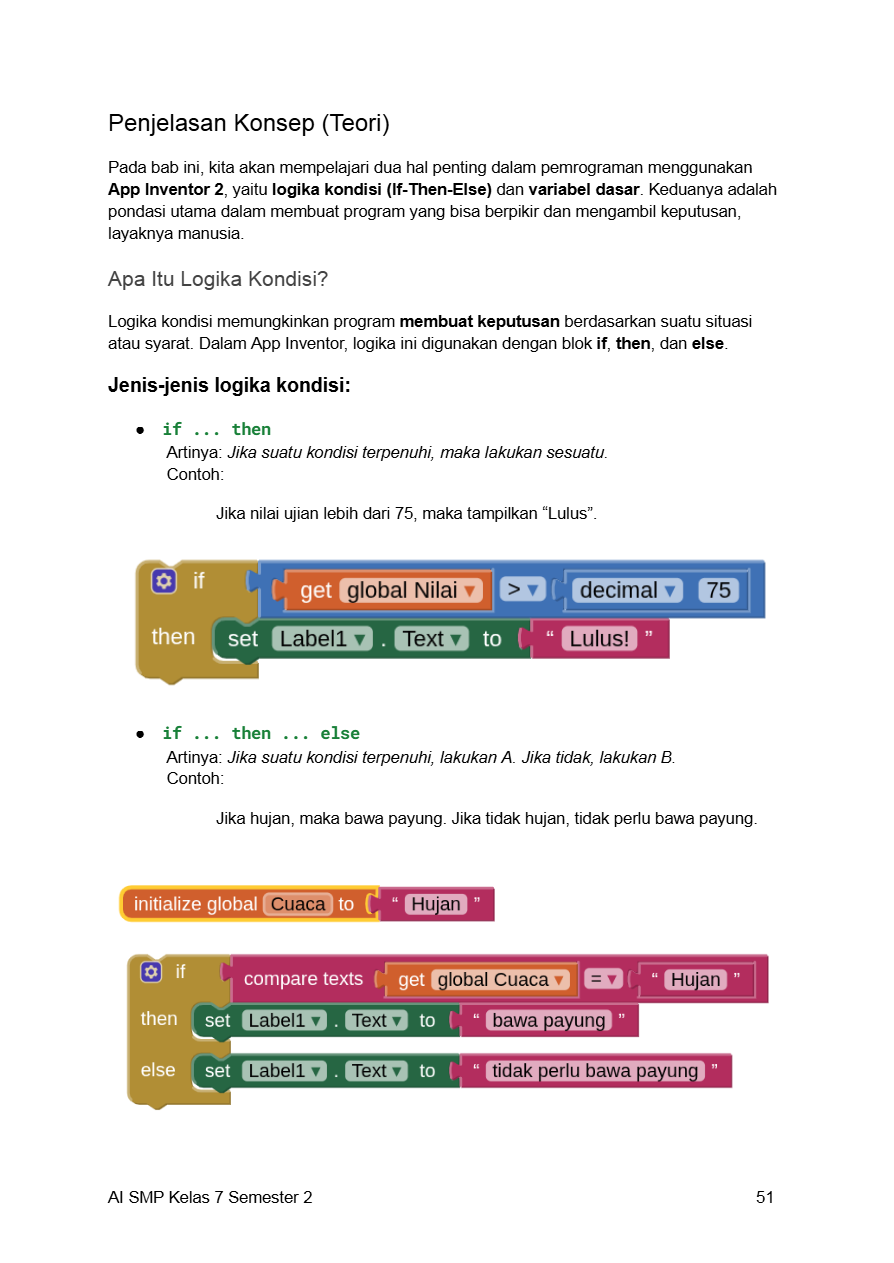 Penjelasan Konsep (Teori)
Pada bab ini, kita akan mempelajari dua hal penting dalam pemrograman menggunakan
App Inventor 2, yaitu logika kondisi (If-Then-Else) dan variabel dasar. Keduanya adalah
pondasi utama dalam membuat program yang bisa berpikir dan mengambil keputusan,
layaknya manusia.
Apa Itu Logika Kondisi?
Logika kondisi memungkinkan program membuat keputusan berdasarkan suatu situasi
atau syarat. Dalam App Inventor, logika ini digunakan dengan blok if, then, dan else.
Jenis-jenis logika kondisi:
● if ... then
Artinya: Jika suatu kondisi terpenuhi, maka lakukan sesuatu.
Contoh:
Jika nilai ujian lebih dari 75, maka tampilkan “Lulus”.
if get global Nilai > decimal 75
then set Label1 . Text to “ Lulus! ”
● if ... then ... else
Artinya: Jika suatu kondisi terpenuhi, lakukan A. Jika tidak, lakukan B.
Contoh:
Jika hujan, maka bawa payung. Jika tidak hujan, tidak perlu bawa payung.
initialize global Cuaca to “ Hujan ”
if compare texts get global Cuaca = “ Hujan ”
then set Label1 . Text to “ bawa payung ”
else set Label1 . Text to “ tidak perlu bawa payung ”
AI SMP Kelas 7 Semester 2 51